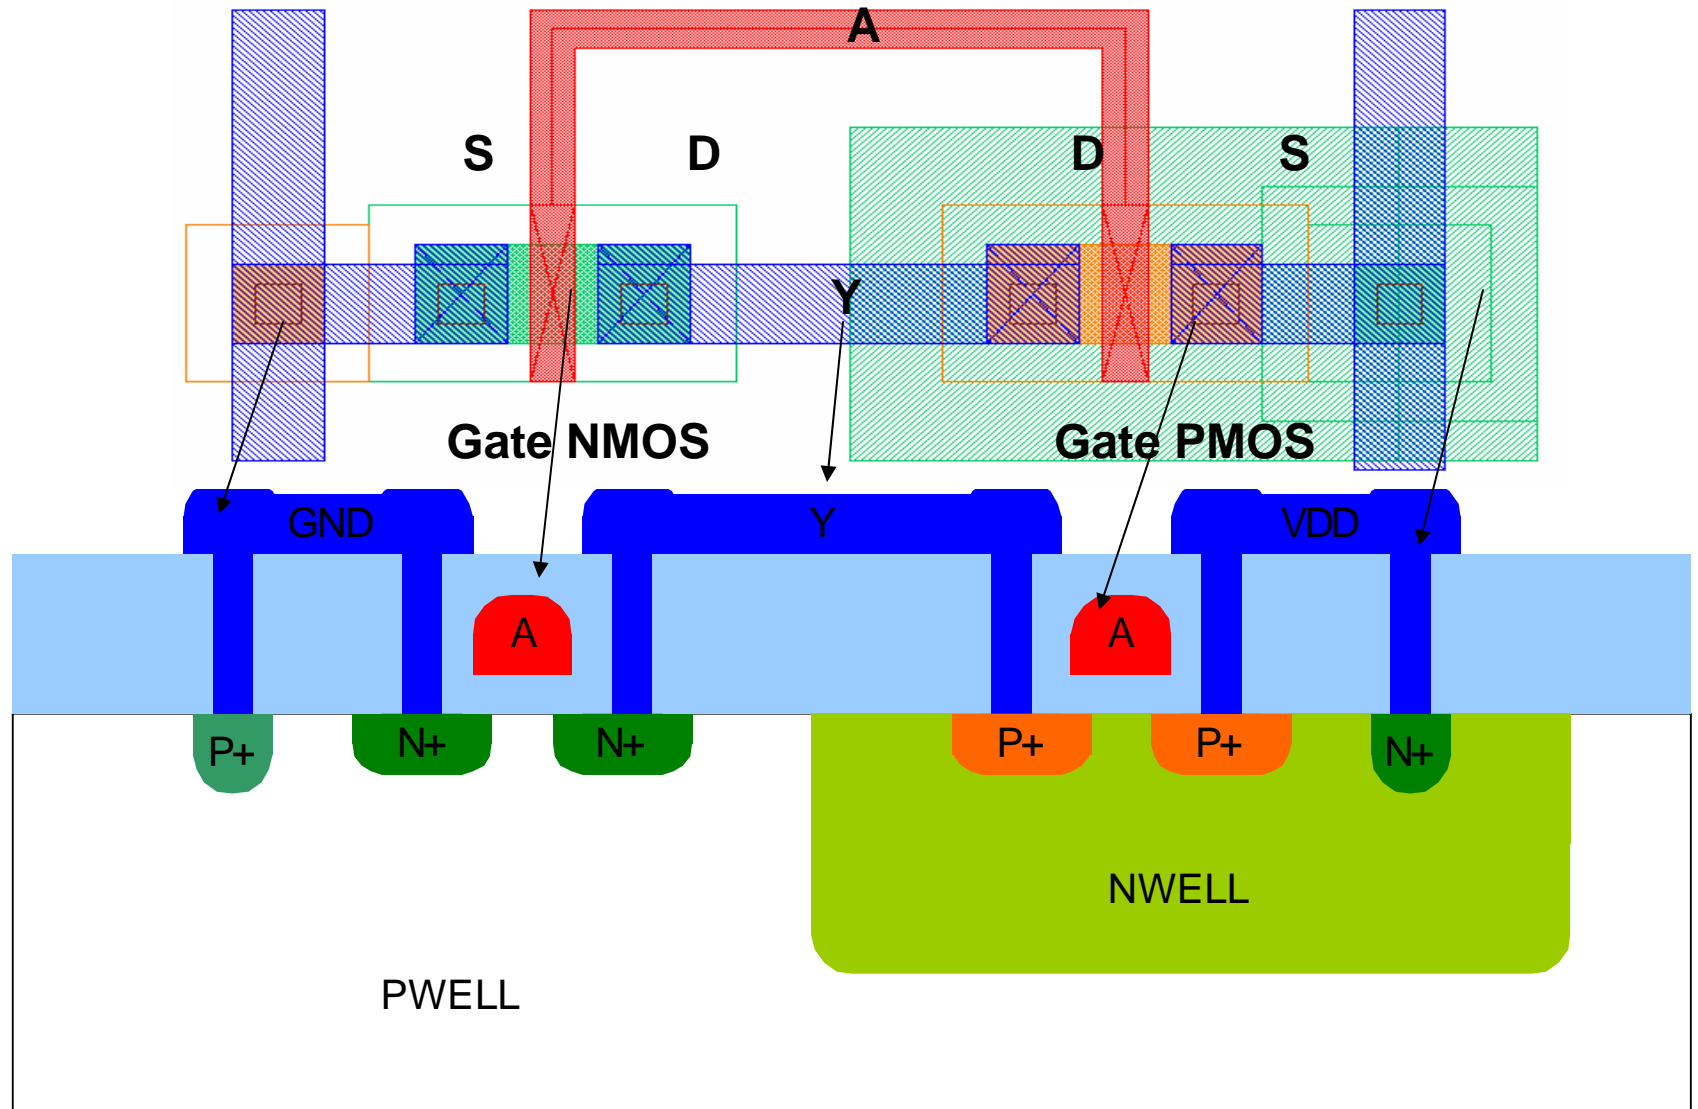 A
S D D S
Y
Gate NMOS Gate PMOS
GND Y VDD
A A
P+ N+ N+ P+ P+ N+
NWELL
PWELL